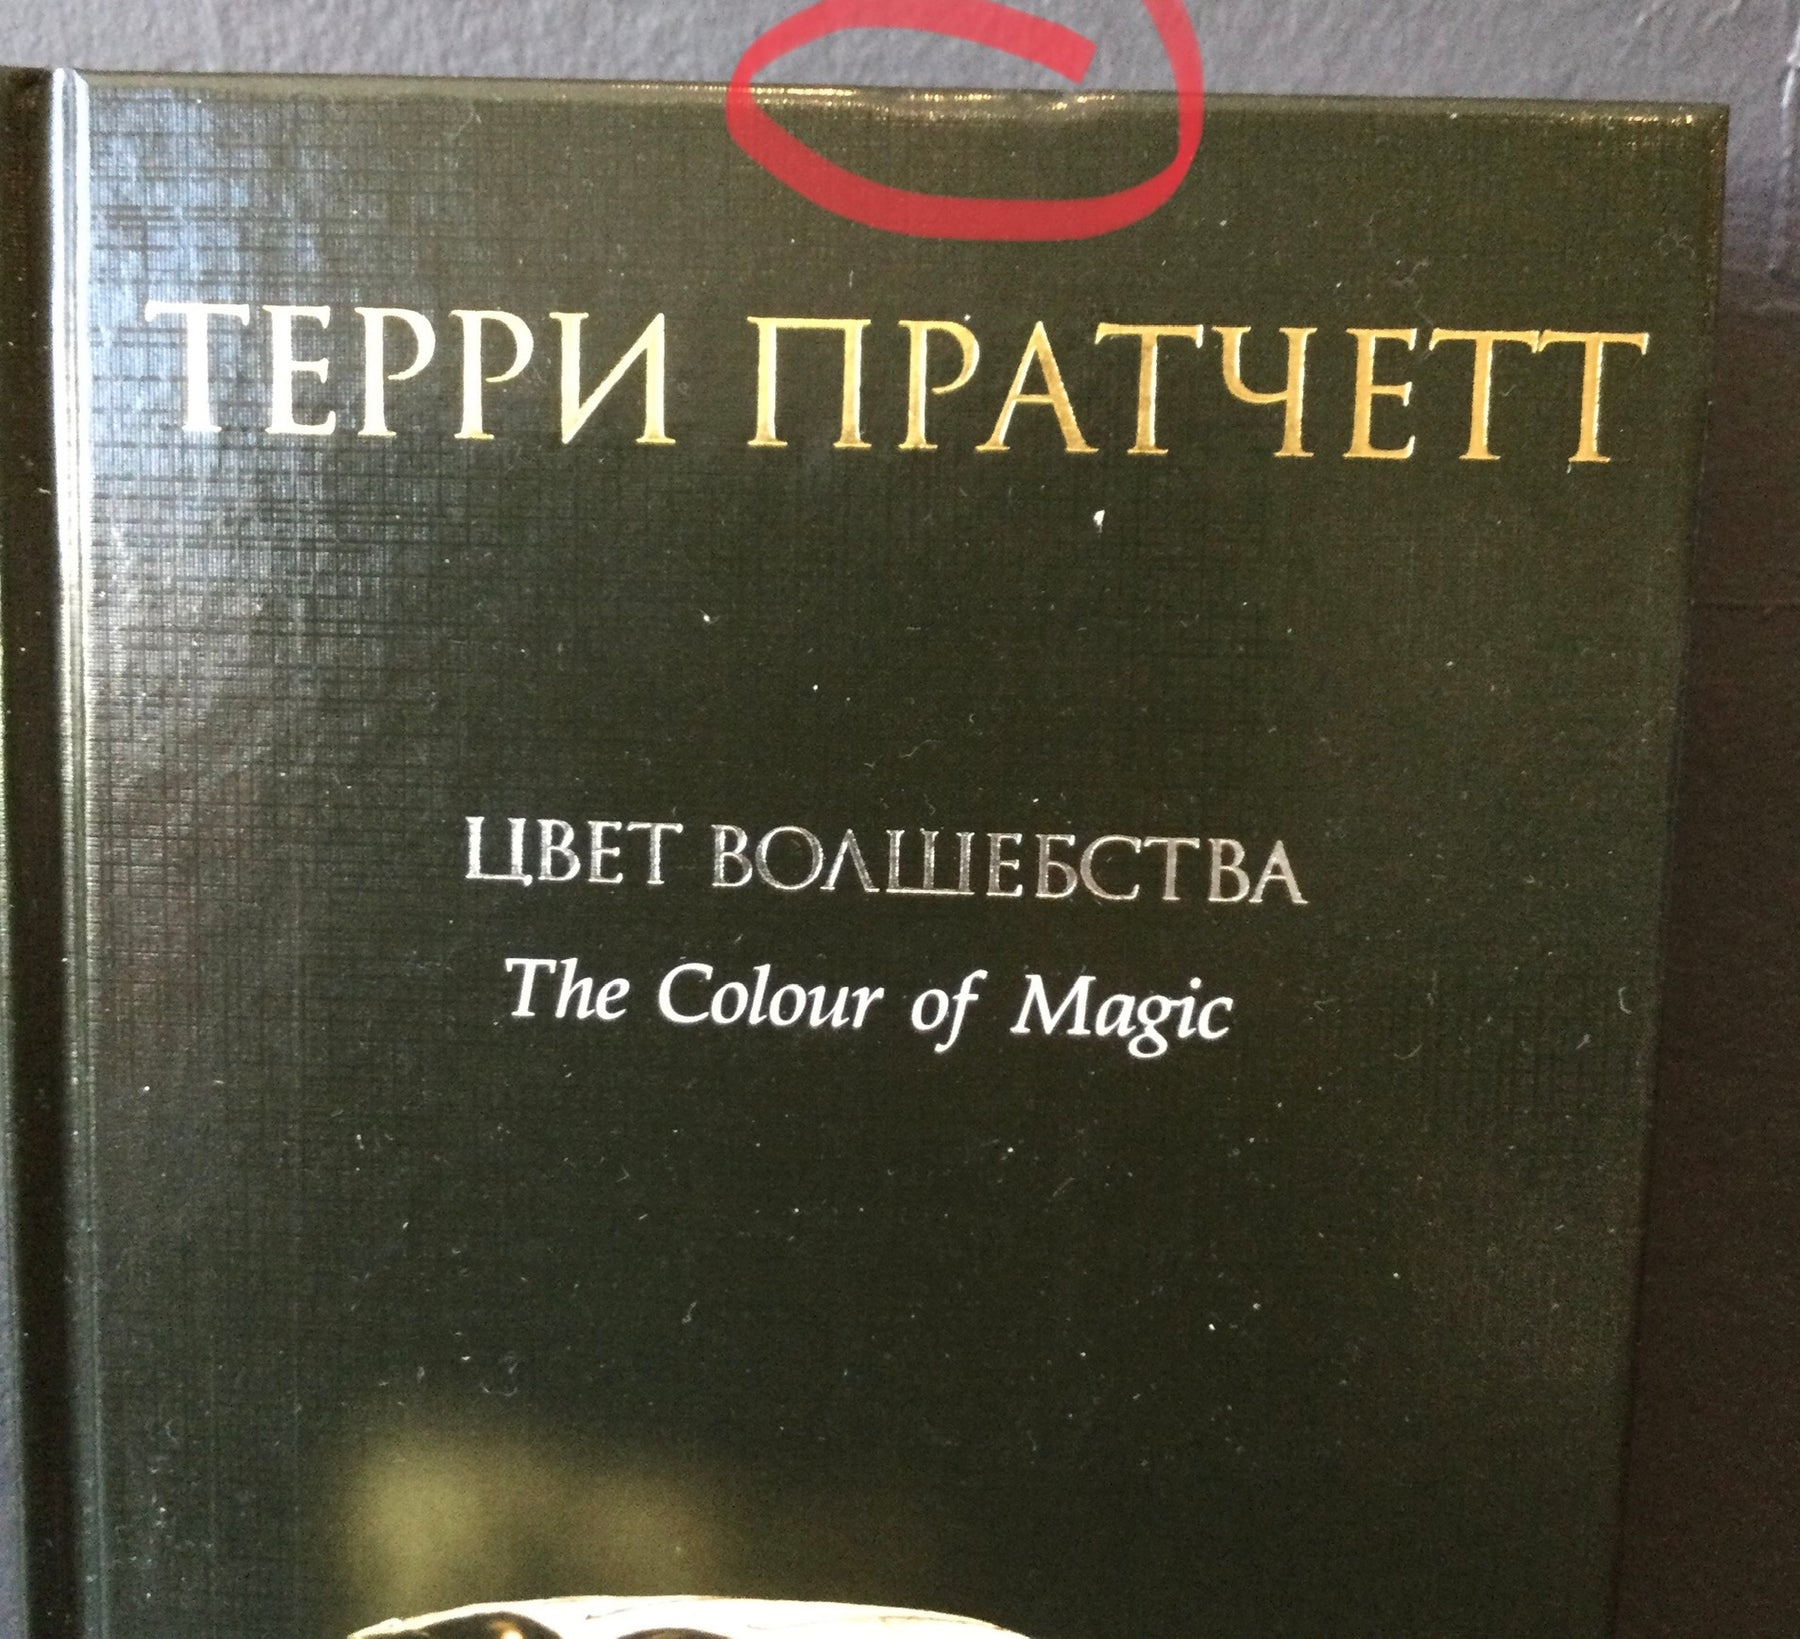 ТЕРРИ ПРАТЧЕТТ
ЦВЕТ ВОЛШЕБСТВА
The Colour of Magic